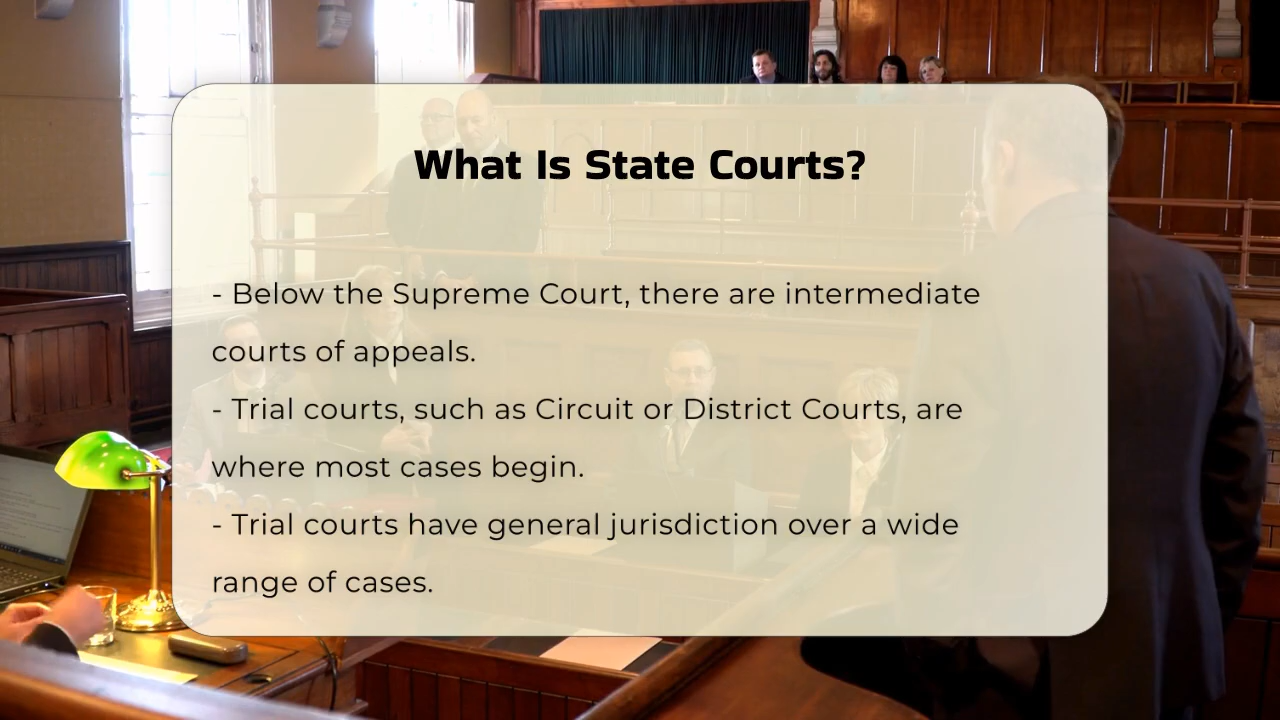 What Is State Courts?
- Below the Supreme Court, there are intermediate
courts of appeals.
- Trial courts, such as Circuit or District Courts, are
where most cases begin.
- Trial courts have general jurisdiction over a wide
range of cases.